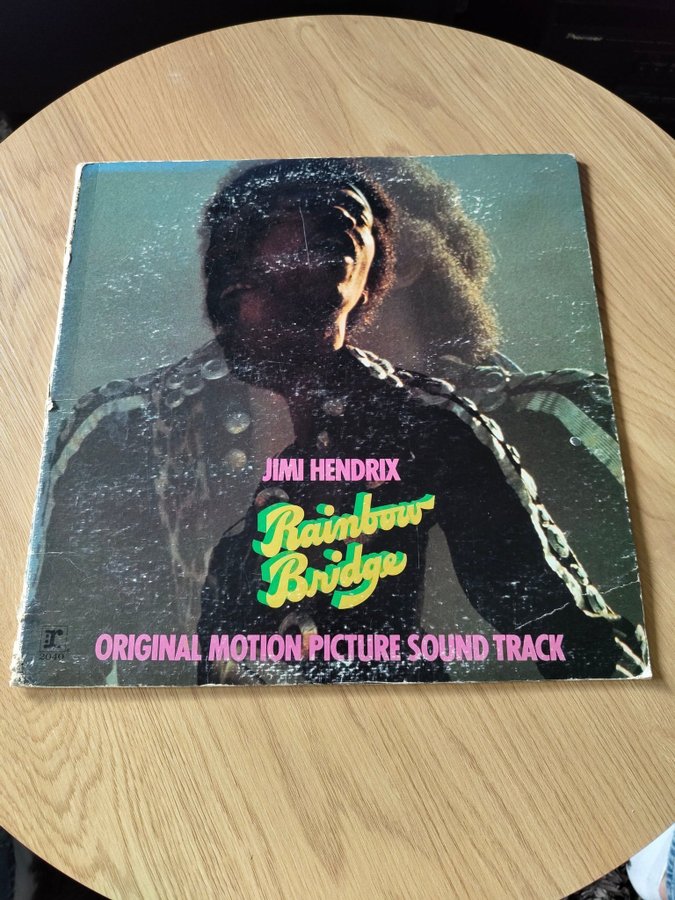 JIMI HENDRIX
Rainbow
Bridge
ORIGINAL MOTION PICTURE SOUND TRACK
r:
2040